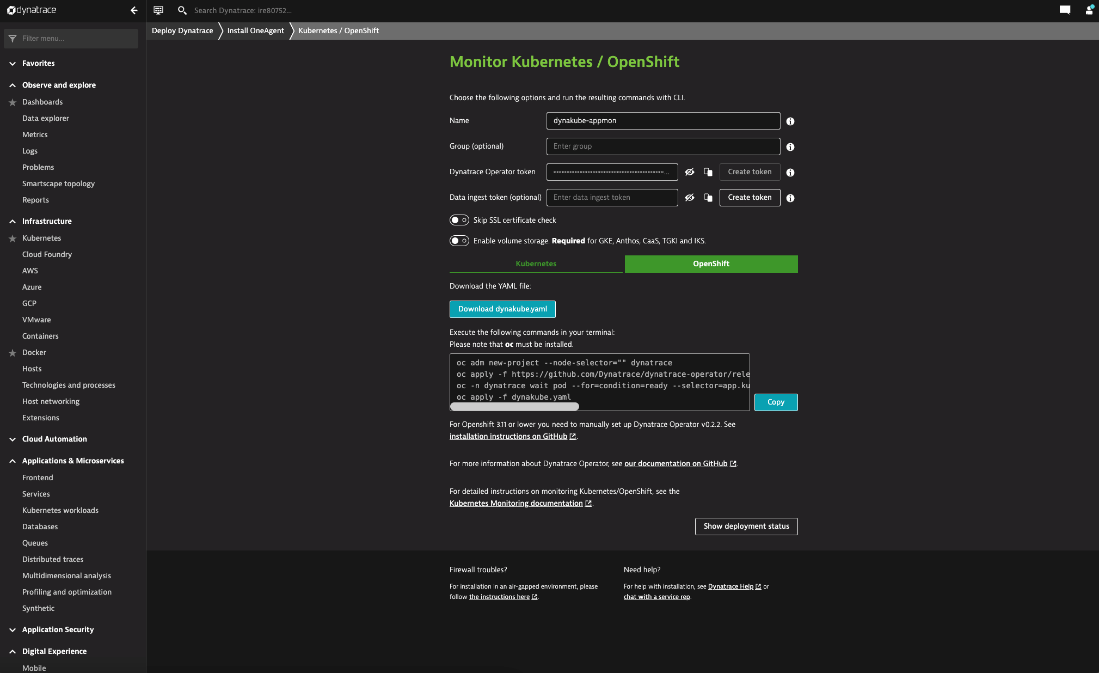 dynatrace
Search Dynatrace: ire80752...
Filter menu...
Favorites
Observe and explore
Dashboards
Data explorer
Metrics
Logs
Problems
Smartscape topology
Reports
Infrastructure
Kubernetes
Cloud Foundry
AWS
Azure
GCP
VMware
Containers
Docker
Hosts
Technologies and processes
Host networking
Extensions
Cloud Automation
Applications & Microservices
Frontend
Services
Kubernetes workloads
Databases
Queues
Distributed traces
Multidimensional analysis
Profiling and optimization
Synthetic
Application Security
Digital Experience
Mobile
Deploy Dynatrace
Install OneAgent
Kubernetes / OpenShift
Monitor Kubernetes / OpenShift
Choose the following options and run the resulting commands with CLI.
Name
dynakube-appmon
Group (optional)
Enter group
Dynatrace Operator token
Create token
Data ingest token (optional)
Enter data ingest token
Create token
Skip SSL certificate check
Enable volume storage. Required for GKE, Anthos, CaaS, TGKI and IKS.
Kubernetes
OpenShift
Download the YAML file:
Download dynakube.yaml
Execute the following commands in your terminal:
Please note that oc must be installed.
oc adm new-project --node-selector="" dynatrace
oc apply -f https://github.com/Dynatrace/dynatrace-operator/rele
oc -n dynatrace wait pod --for=condition=ready --selector=app.ku
oc apply -f dynakube.yaml
Copy
For Openshift 3.11 or lower you need to manually set up Dynatrace Operator v0.2.2. See
installation instructions on GitHub.
For more information about Dynatrace Operator, see our documentation on GitHub.
For detailed instructions on monitoring Kubernetes/OpenShift, see the
Kubernetes Monitoring documentation.
Show deployment status
Firewall troubles?
For installation in an air-gapped environment, please
follow the instructions here.
Need help?
For help with installation, see Dynatrace Help or
chat with a service rep.